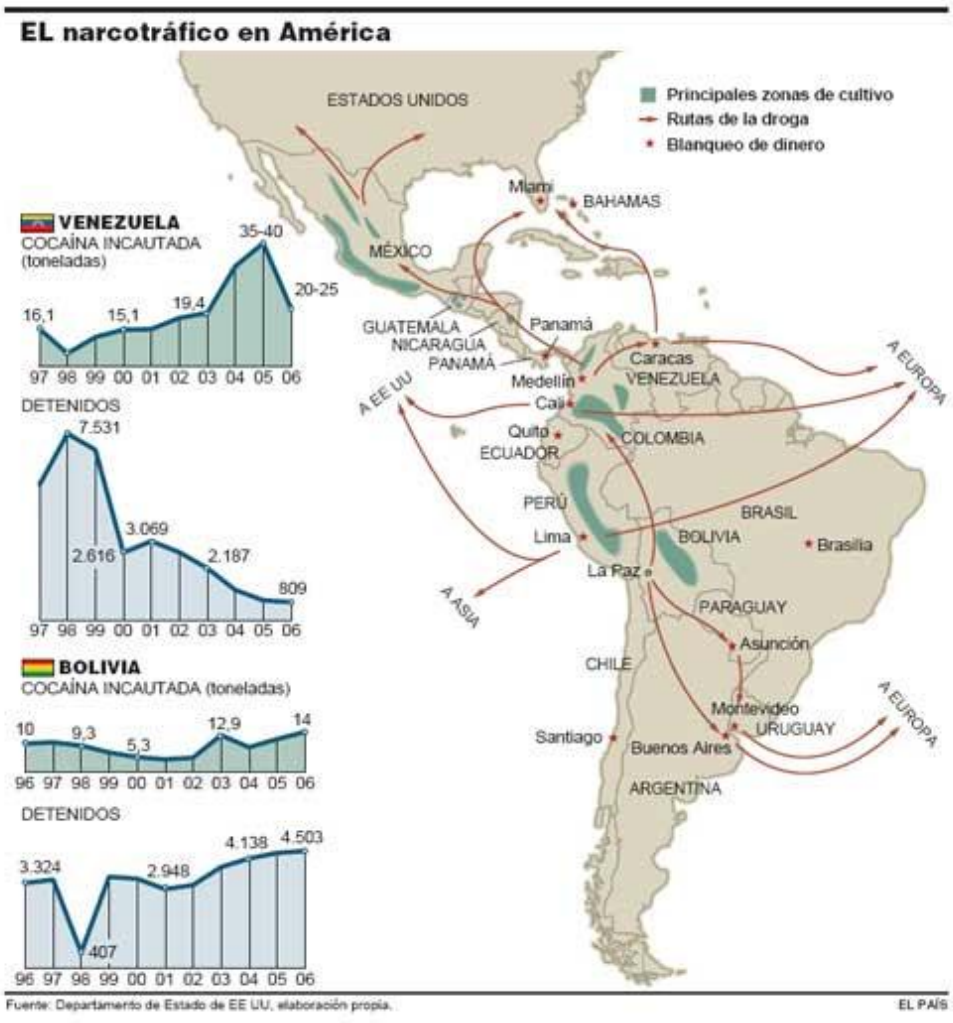 EL narcotráfico en América
Principales zonas de cultivo
Rutas de la droga
Blanqueo de dinero
VENEZUELA
COCAÍNA INCAUTADA
(toneladas)
16,1
15,1
19,4
35-40
20-25
97 98 99 00 01 02 03 04 05 06
DETENIDOS
7.531
2.616
3.069
2.187
809
97 98 99 00 01 02 03 04 05 06
BOLIVIA
COCAÍNA INCAUTADA (toneladas)
10
9,3
5,3
12,9
14
96 97 98 99 00 01 02 03 04 05 06
DETENIDOS
3.324
407
2.948
4.138
4.503
96 97 98 99 00 01 02 03 04 05 06
ESTADOS UNIDOS
Miami
BAHAMAS
MÉXICO
GUATEMALA
NICARAGUA
PANAMÁ
Panamá
Caracas
VENEZUELA
Medellín
Cali
A EE UU
A EUROPA
Quito
ECUADOR
COLOMBIA
PERÚ
Lima
BRASIL
Brasilia
BOLIVIA
La Paz
A ASIA
PARAGUAY
Asunción
CHILE
Montevideo
URUGUAY
A EUROPA
Santiago
Buenos Aires
ARGENTINA
Fuente: Departamento de Estado de EE UU, elaboración propia.
EL PAÍS